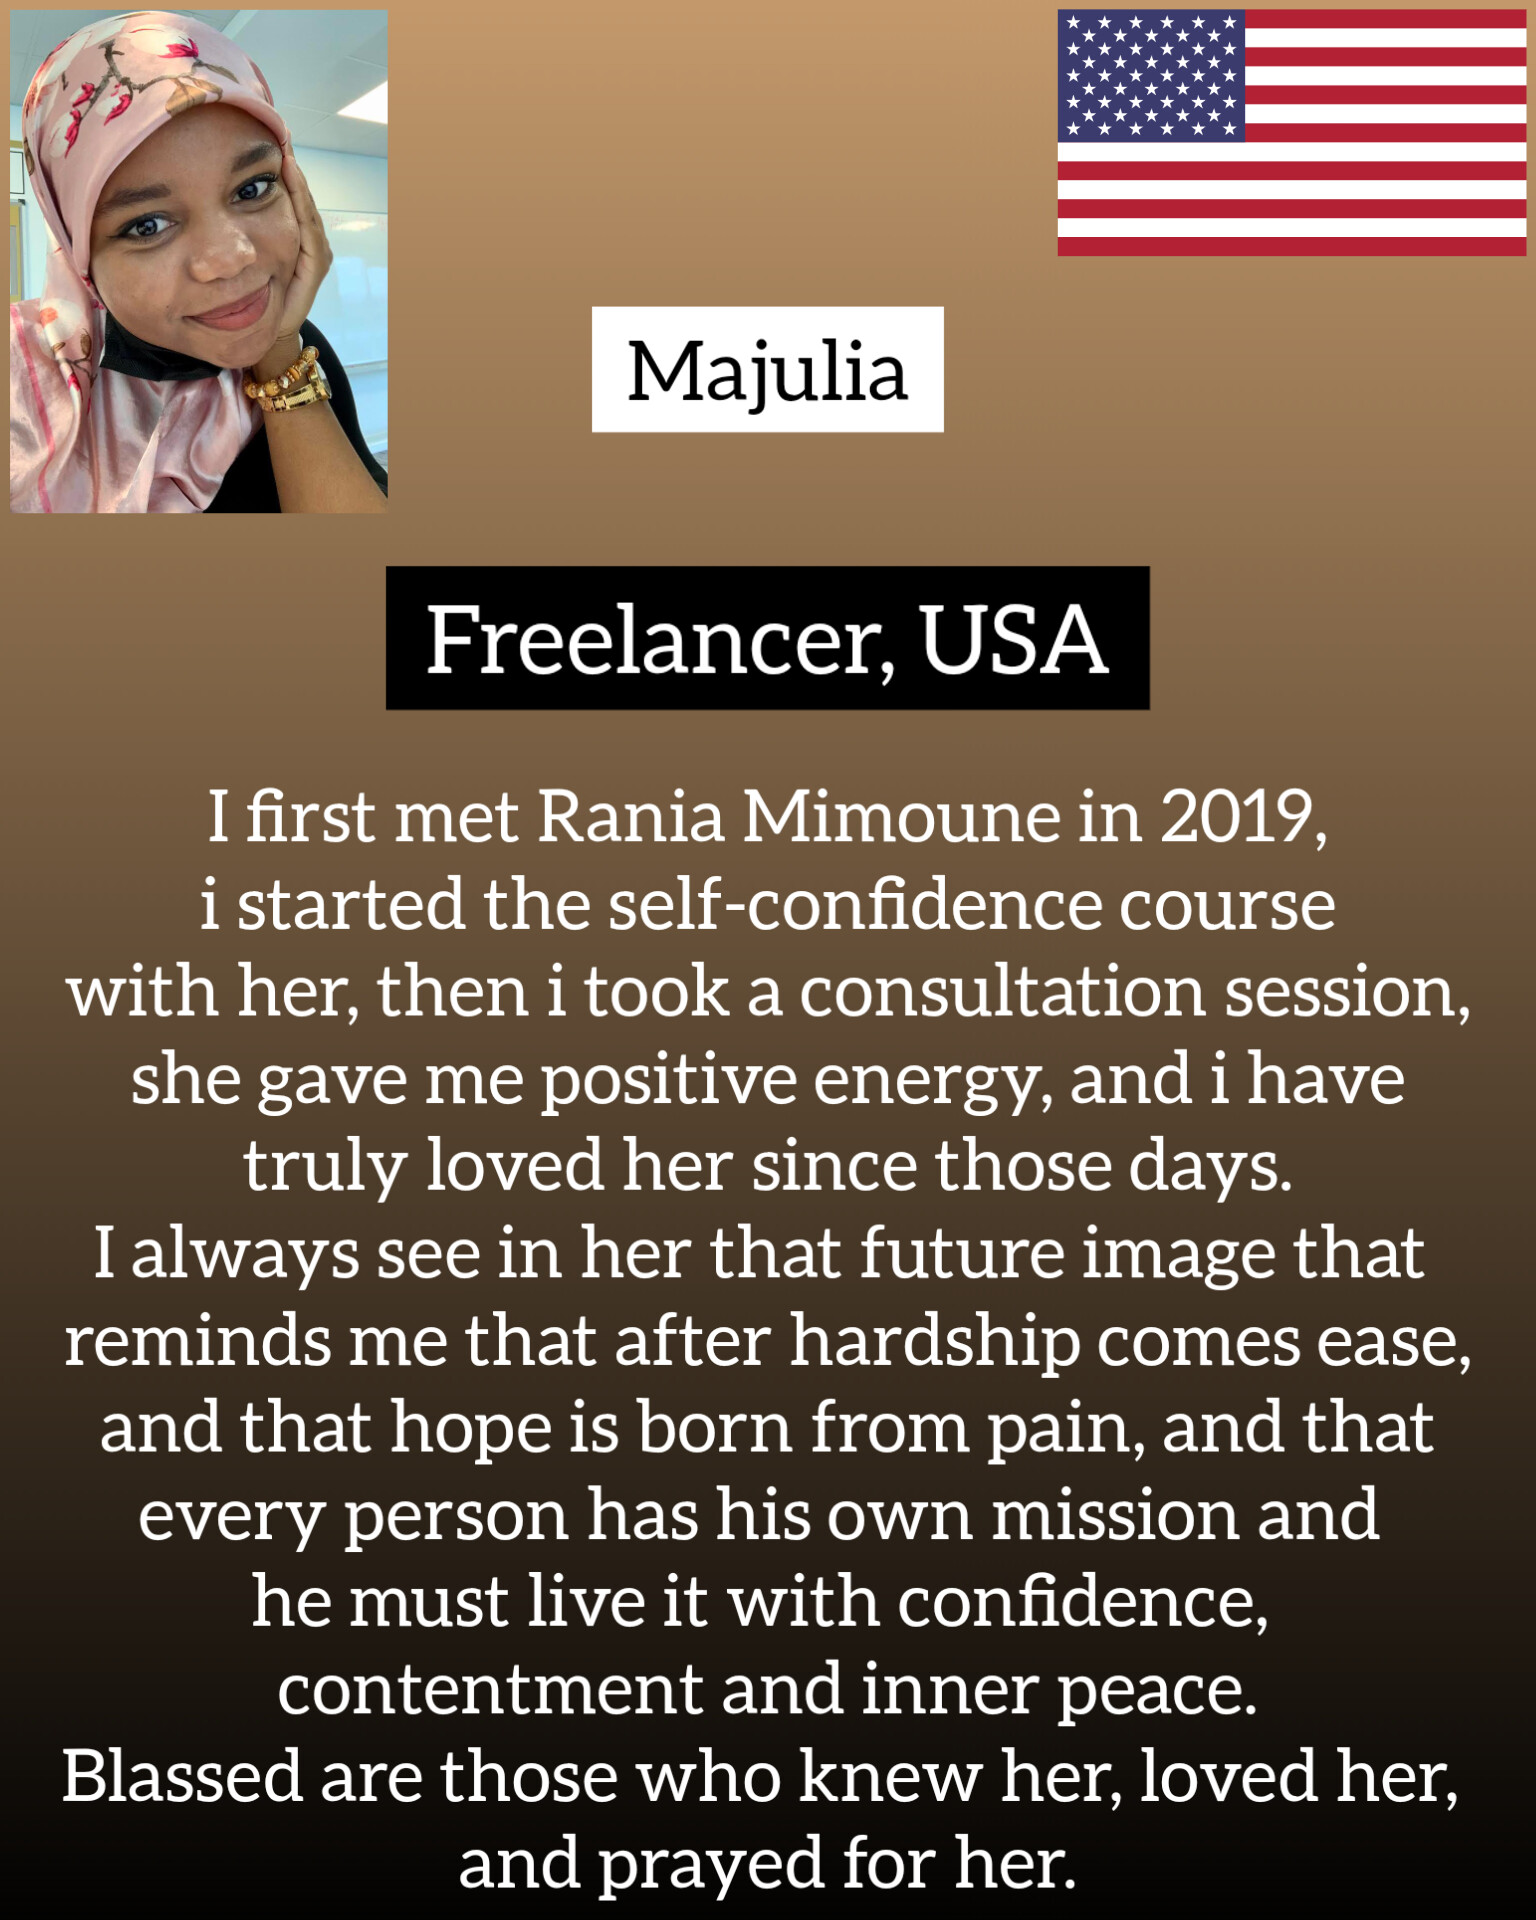 Majulia
Freelancer, USA
I first met Rania Mimoune in 2019,
i started the self-confidence course
with her, then i took a consultation session,
she gave me positive energy, and i have
truly loved her since those days.
I always see in her that future image that
reminds me that after hardship comes ease,
and that hope is born from pain, and that
every person has his own mission and
he must live it with confidence,
contentment and inner peace.
Blassed are those who knew her, loved her,
and prayed for her.